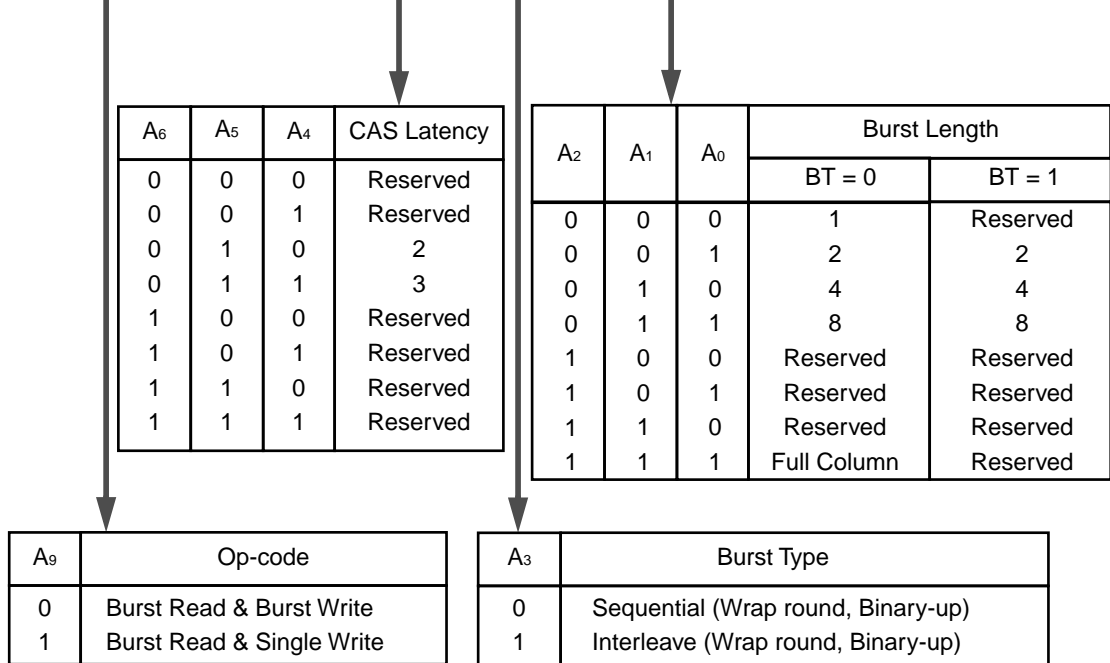 A6 A5 A4 CAS Latency
0 0 0 Reserved
0 0 1 Reserved
0 1 0 2
0 1 1 3
1 0 0 Reserved
1 0 1 Reserved
1 1 0 Reserved
1 1 1 Reserved
A2 A1 A0 Burst Length
BT = 0 BT = 1
0 0 0 1 Reserved
0 0 1 2 2
0 1 0 4 4
0 1 1 8 8
1 0 0 Reserved Reserved
1 0 1 Reserved Reserved
1 1 0 Reserved Reserved
1 1 1 Full Column Reserved
A9 Op-code
0 Burst Read & Burst Write
1 Burst Read & Single Write
A3 Burst Type
0 Sequential (Wrap round, Binary-up)
1 Interleave (Wrap round, Binary-up)